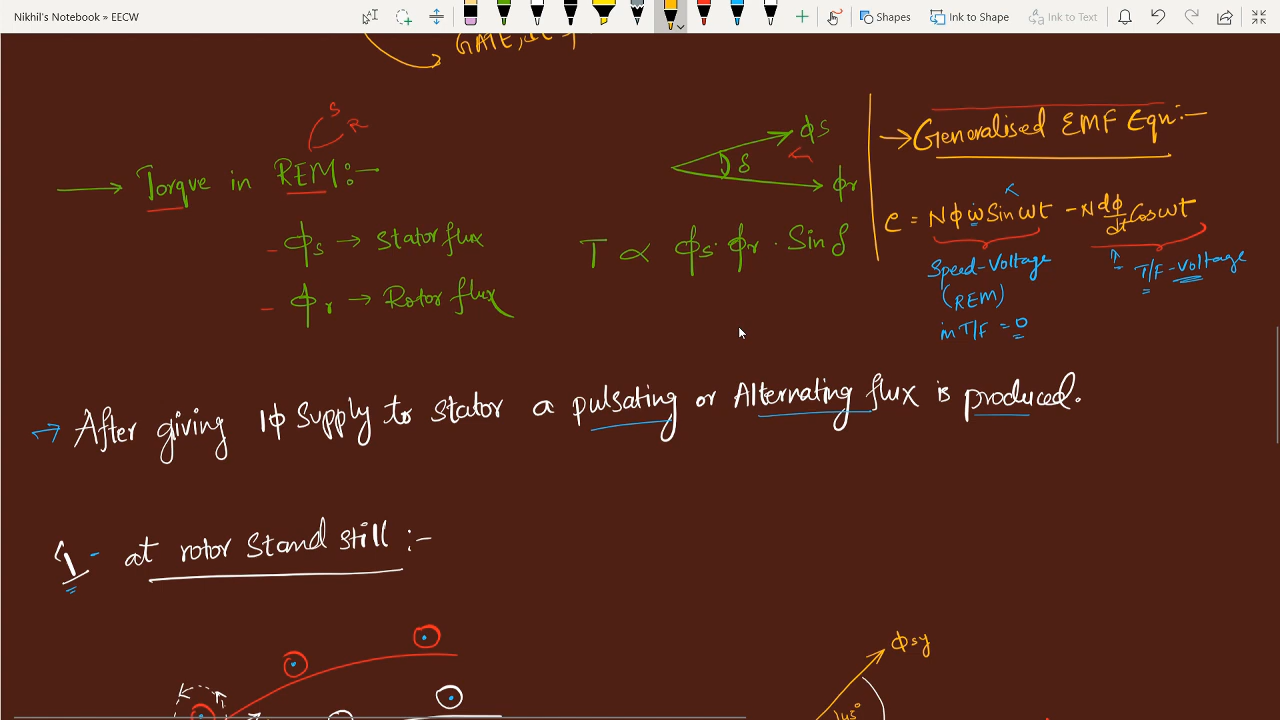 Nikhil's Notebook » EECW
Shapes
Ink to Shape
Ink to Text
GATE,
S
R
→ Torque in REM:-
- ϕs → Stator flux
- ϕr → Rotor flux
ϕs
δ
ϕr
T ∝ ϕs · ϕr · Sin δ
→ Generalised EMF Eqn:-
e = Nϕω Sin ωt - N dϕ/dt Cos ωt
Speed-Voltage
(REM)
in T/F = 0
T/F - Voltage
→ After giving 1ϕ Supply to stator a pulsating or Alternating flux is produced.
1 - at rotor Stand still :-
ϕsy
45°